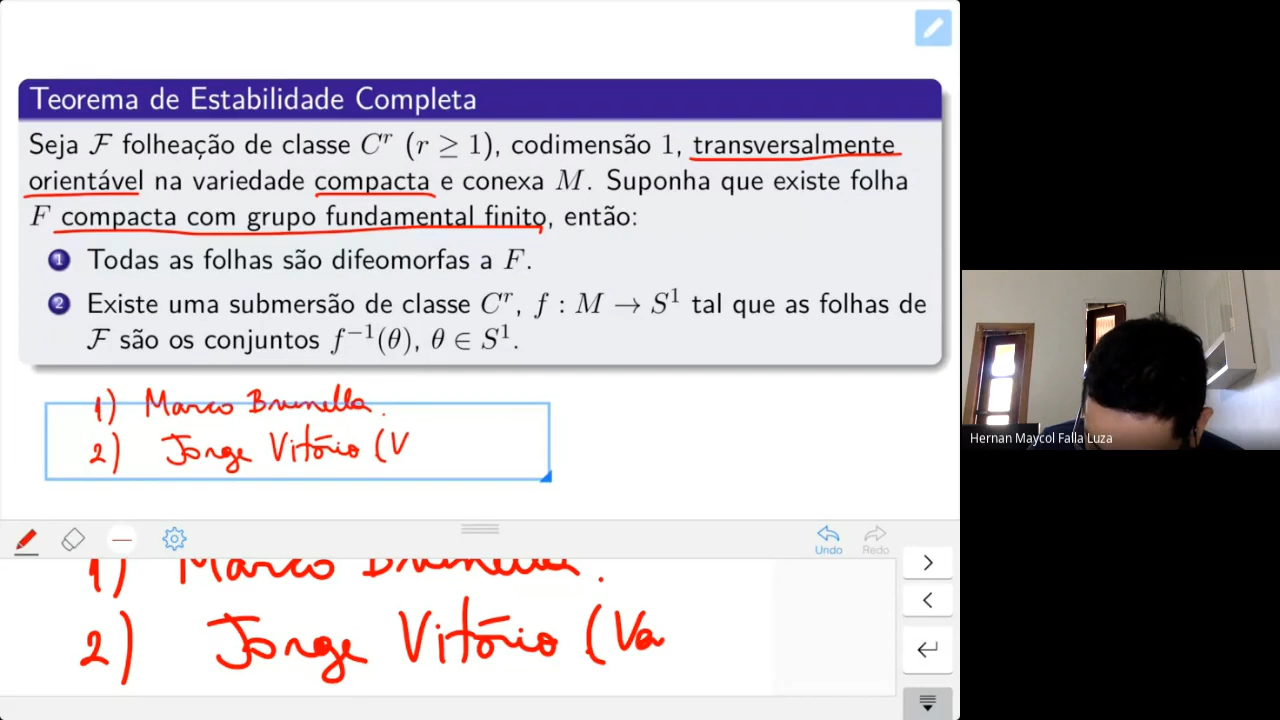 Teorema de Estabilidade Completa
Seja F folheação de classe C^r (r ≥ 1), codimensão 1, transversalmente
orientável na variedade compacta e conexa M. Suponha que existe folha
F compacta com grupo fundamental finito, então:
1 Todas as folhas são difeomorfas a F.
2 Existe uma submersão de classe C^r, f : M → S^1 tal que as folhas de
F são os conjuntos f^{-1}(θ), θ ∈ S^1.
1) Marco Brunella.
2) Jorge Vitório (V
Undo
Redo
1) Marco Brunella.
2) Jorge Vitório (Va
Hernan Maycol Falla Luza